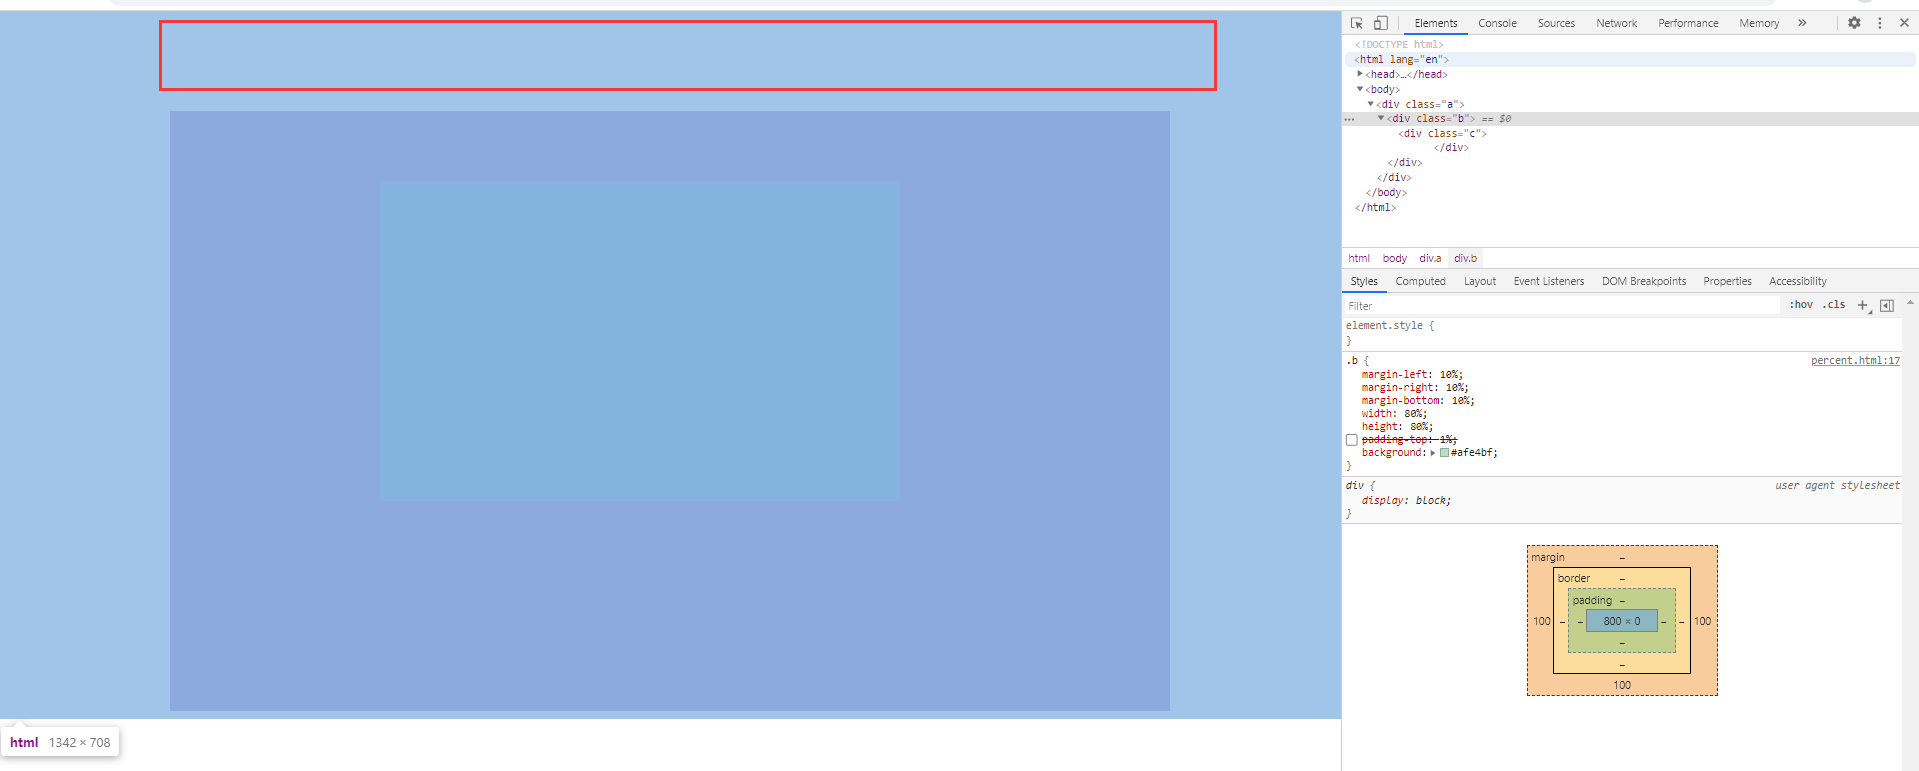 Elements Console Sources Network Performance Memory »
<!DOCTYPE html>
<html lang="en">
<head>…</head>
<body>
<div class="a">
… <div class="b"> == $0
<div class="c">
</div>
</div>
</div>
</body>
</html>
html body div.a div.b
Styles Computed Layout Event Listeners DOM Breakpoints Properties Accessibility
Filter :hov .cls +
element.style {
}
.b { percent.html:17
margin-left: 10%;
margin-right: 10%;
margin-bottom: 10%;
width: 80%;
height: 80%;
padding-top: 1%;
background: #afe4bf;
}
div { user agent stylesheet
display: block;
}
margin –
border –
padding –
100 – – 800 × 0 – – 100
–
–
100
html 1342 × 708